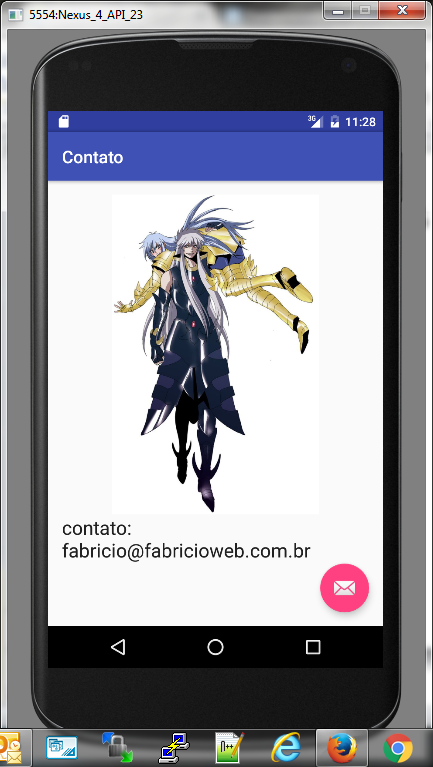 5554:Nexus_4_API_23
3G 11:28
Contato
contato:
fabricio@fabricioweb.com.br
N++